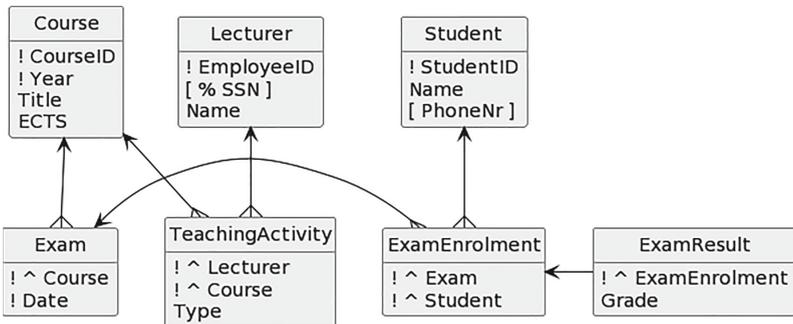 Course
! CourseID
! Year
Title
ECTS
Lecturer
! EmployeeID
[ % SSN ]
Name
Student
! StudentID
Name
[ PhoneNr ]
Exam
! ^ Course
! Date
TeachingActivity
! ^ Lecturer
! ^ Course
Type
ExamEnrolment
! ^ Exam
! ^ Student
ExamResult
! ^ ExamEnrolment
Grade